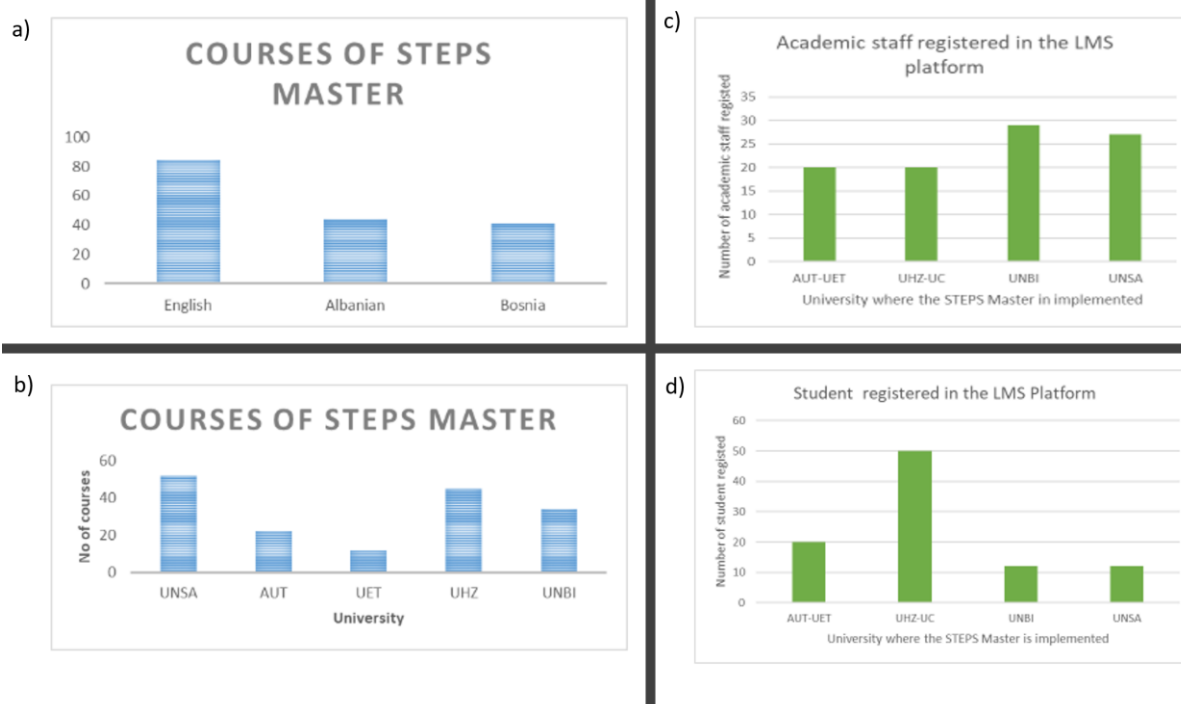 a)
COURSES OF STEPS
MASTER
100
80
60
40
20
0
English Albanian Bosnia
b)
COURSES OF STEPS MASTER
No of courses
60
40
20
0
UNSA AUT UET UHZ UNBI
University
c)
Academic staff registered in the LMS
platform
Number of academic staff registed
35
30
25
20
15
10
5
0
AUT-UET UHZ-UC UNBI UNSA
University where the STEPS Master in implemented
d)
Student registered in the LMS Platform
Number of student registed
60
50
40
30
20
10
0
AUT-UET UHZ-UC UNBI UNSA
University where the STEPS Master is implemented